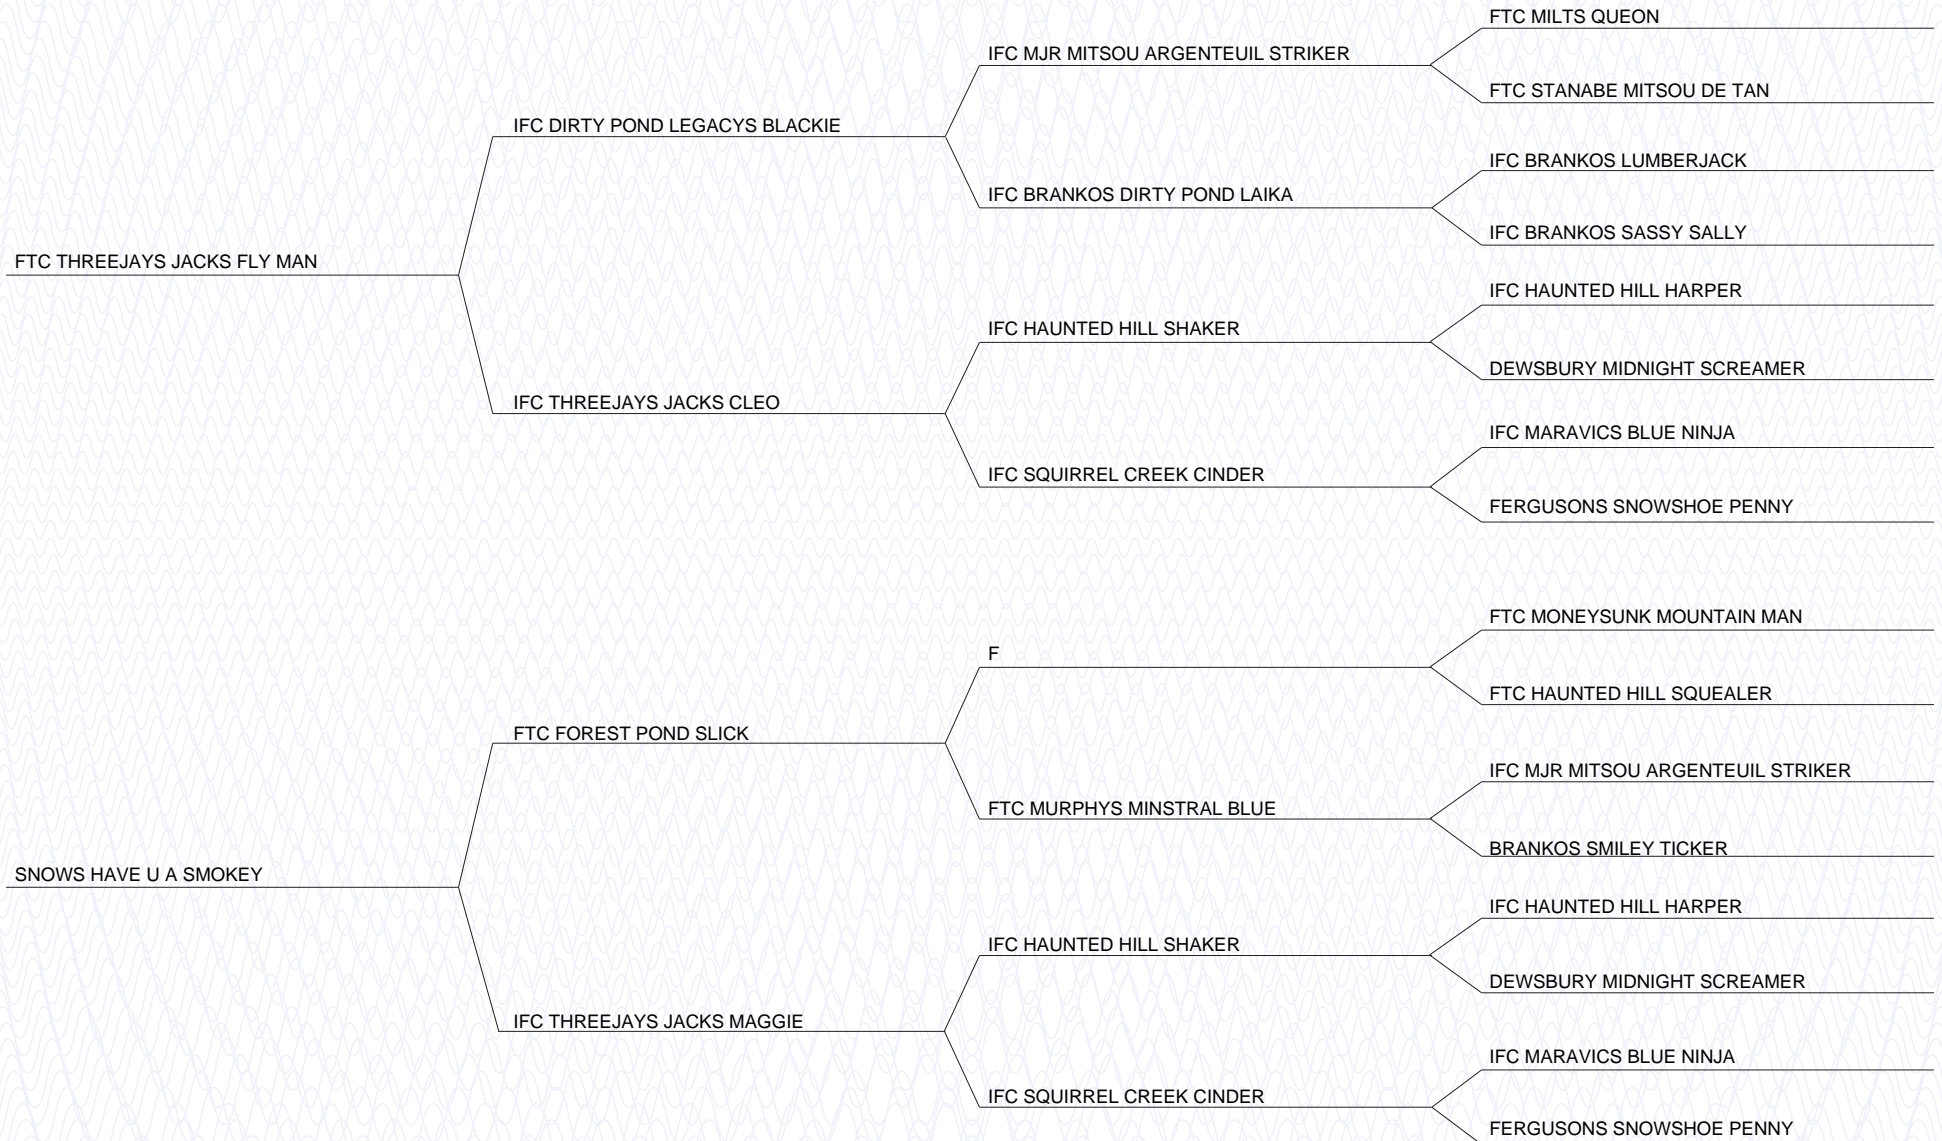 FTC MILTS QUEON
IFC MJR MITSOU ARGENTEUIL STRIKER
FTC STANABE MITSOU DE TAN
IFC DIRTY POND LEGACYS BLACKIE
IFC BRANKOS LUMBERJACK
IFC BRANKOS DIRTY POND LAIKA
IFC BRANKOS SASSY SALLY
FTC THREEJAYS JACKS FLY MAN
IFC HAUNTED HILL HARPER
IFC HAUNTED HILL SHAKER
DEWSBURY MIDNIGHT SCREAMER
IFC THREEJAYS JACKS CLEO
IFC MARAVICS BLUE NINJA
IFC SQUIRREL CREEK CINDER
FERGUSONS SNOWSHOE PENNY
FTC MONEYSUNK MOUNTAIN MAN
F
FTC HAUNTED HILL SQUEALER
FTC FOREST POND SLICK
IFC MJR MITSOU ARGENTEUIL STRIKER
FTC MURPHYS MINSTRAL BLUE
BRANKOS SMILEY TICKER
SNOWS HAVE U A SMOKEY
IFC HAUNTED HILL HARPER
IFC HAUNTED HILL SHAKER
DEWSBURY MIDNIGHT SCREAMER
IFC THREEJAYS JACKS MAGGIE
IFC MARAVICS BLUE NINJA
IFC SQUIRREL CREEK CINDER
FERGUSONS SNOWSHOE PENNY